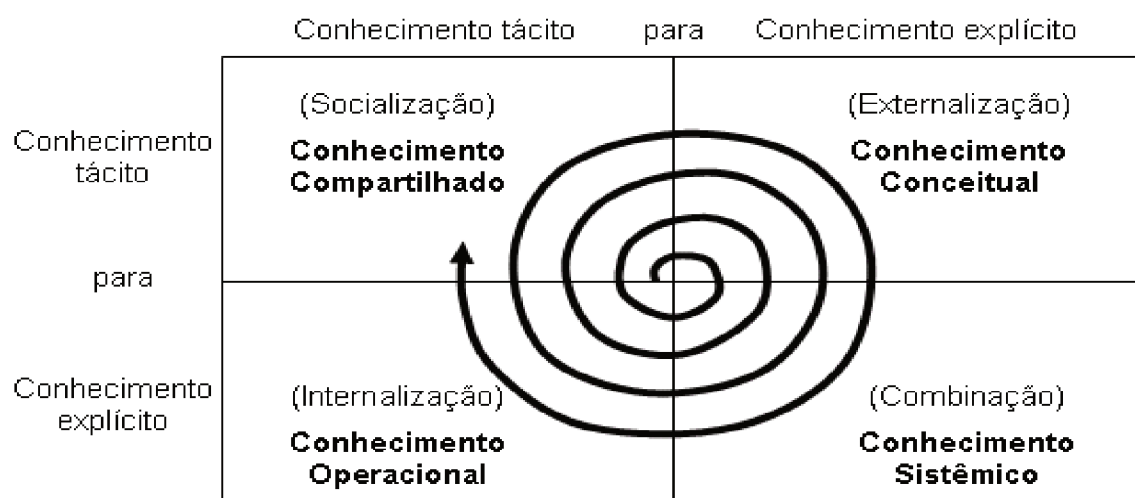 Conhecimento tácito para Conhecimento explícito
(Socialização)
Conhecimento
Compartilhado
(Externalização)
Conhecimento
Conceitual
Conhecimento
tácito
para
Conhecimento
explícito
(Internalização)
Conhecimento
Operacional
(Combinação)
Conhecimento
Sistêmico